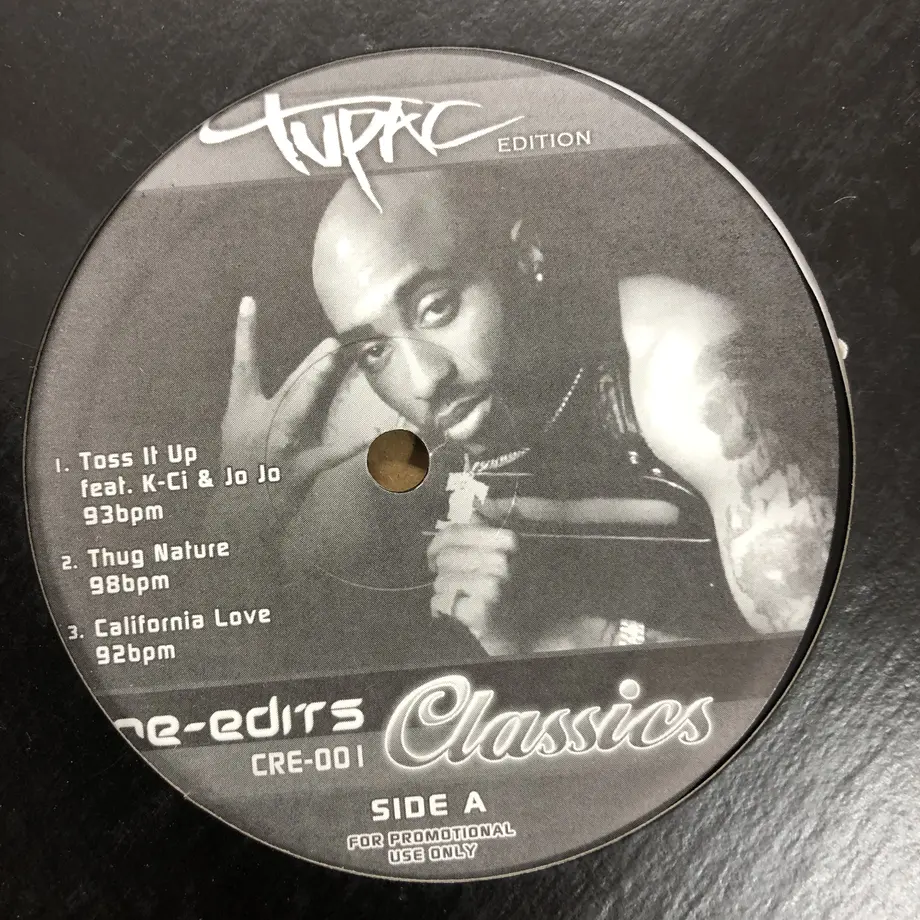 TUPAC
EDITION
1. Toss It Up
feat. K-Ci & Jo Jo
93bpm
2. Thug Nature
98bpm
3. California Love
92bpm
Re-Edits Classics
CRE-001
SIDE A
FOR PROMOTIONAL
USE ONLY